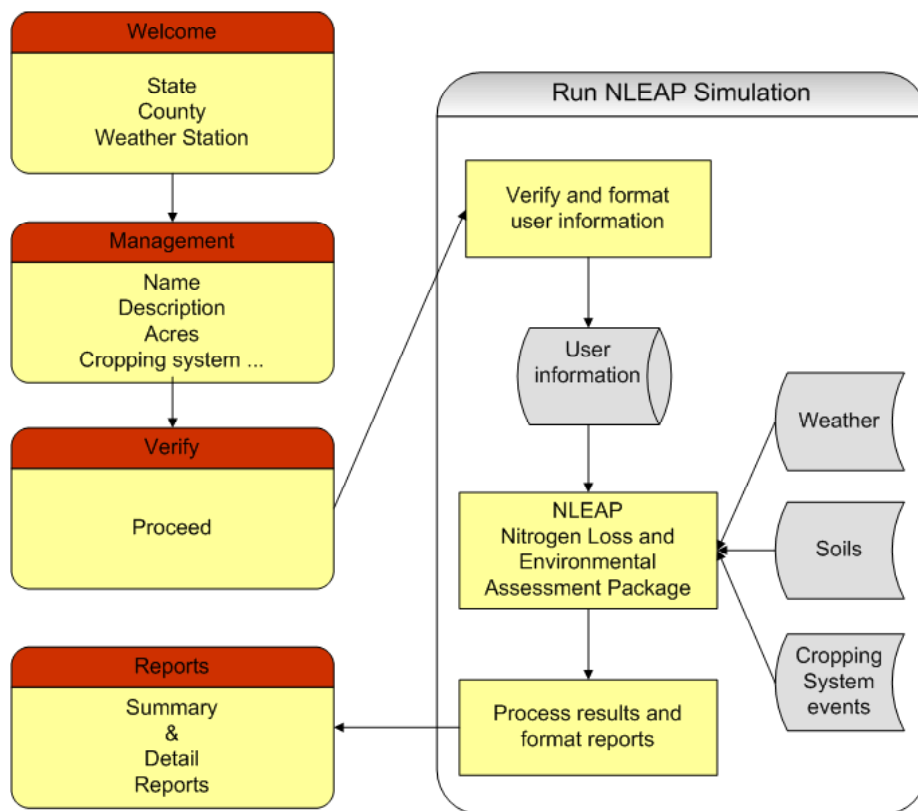 Welcome
State
County
Weather Station
Management
Name
Description
Acres
Cropping system ...
Verify
Proceed
Reports
Summary
&
Detail
Reports
Run NLEAP Simulation
Verify and format
user information
User
information
NLEAP
Nitrogen Loss and
Environmental
Assessment Package
Process results and
format reports
Weather
Soils
Cropping
System
events